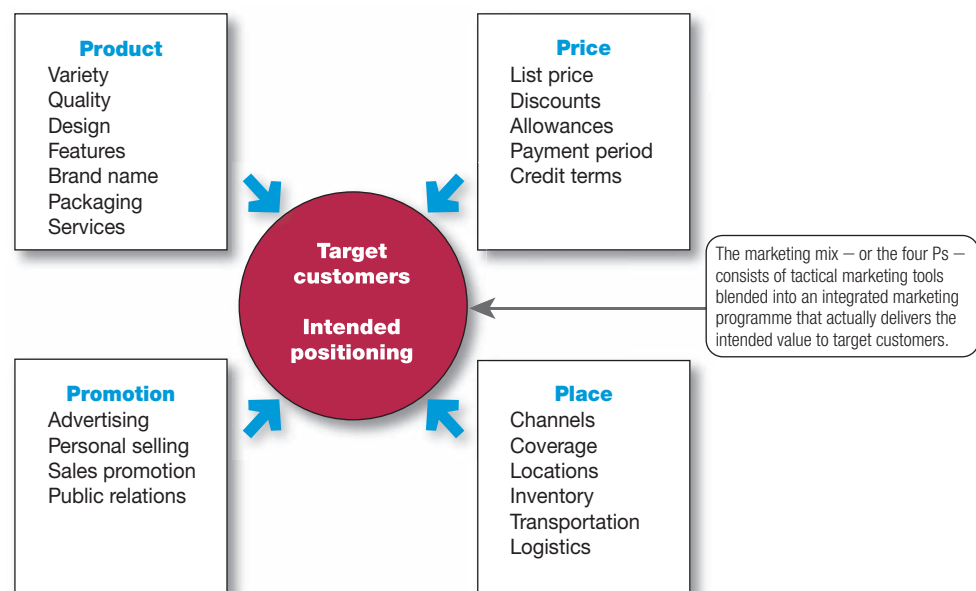 Product
Variety
Quality
Design
Features
Brand name
Packaging
Services
Price
List price
Discounts
Allowances
Payment period
Credit terms
Target
customers
Intended
positioning
The marketing mix – or the four Ps –
consists of tactical marketing tools
blended into an integrated marketing
programme that actually delivers the
intended value to target customers.
Promotion
Advertising
Personal selling
Sales promotion
Public relations
Place
Channels
Coverage
Locations
Inventory
Transportation
Logistics